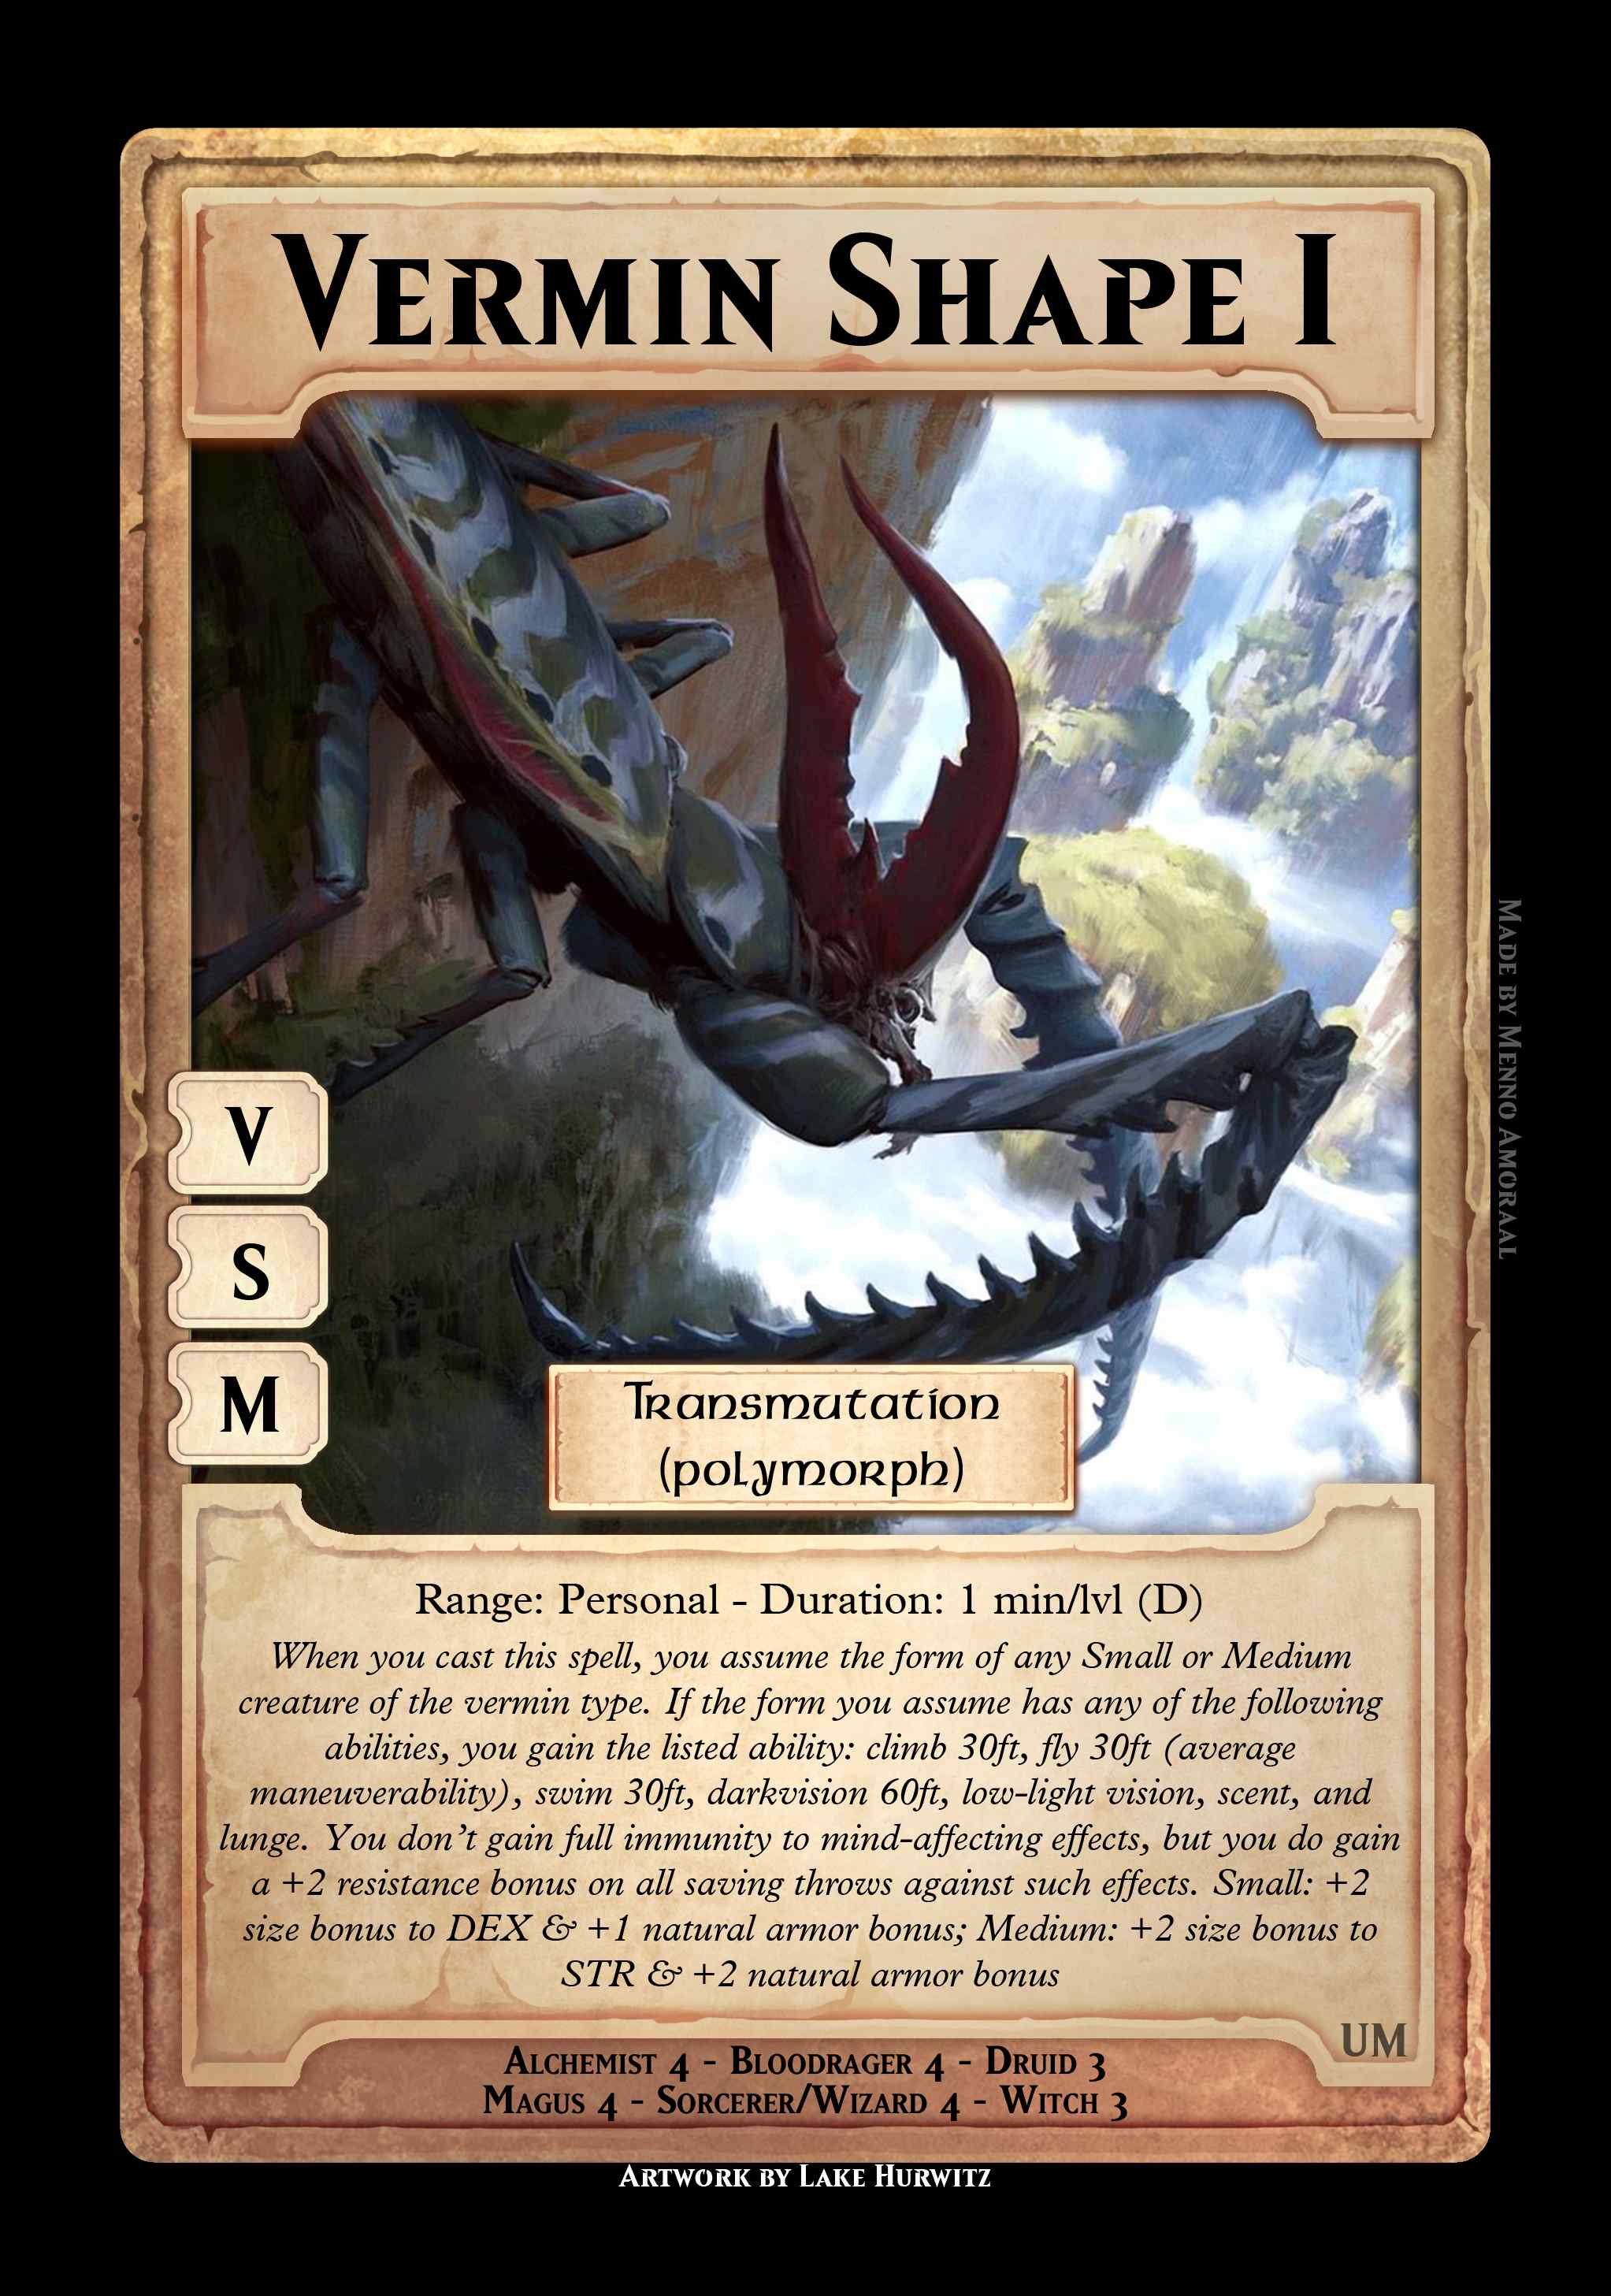 Vermin Shape I
V
S
M
Transmutation
(polymorph)
Range: Personal - Duration: 1 min/lvl (D)
When you cast this spell, you assume the form of any Small or Medium
creature of the vermin type. If the form you assume has any of the following
abilities, you gain the listed ability: climb 30ft, fly 30ft (average
maneuverability), swim 30ft, darkvision 60ft, low-light vision, scent, and
lunge. You don't gain full immunity to mind-affecting effects, but you do gain
a +2 resistance bonus on all saving throws against such effects. Small: +2
size bonus to DEX & +1 natural armor bonus; Medium: +2 size bonus to
STR & +2 natural armor bonus
UM
Alchemist 4 - Bloodrager 4 - Druid 3
Magus 4 - Sorcerer/Wizard 4 - Witch 3
Artwork by Lake Hurwitz
Made by Menno Amoraal